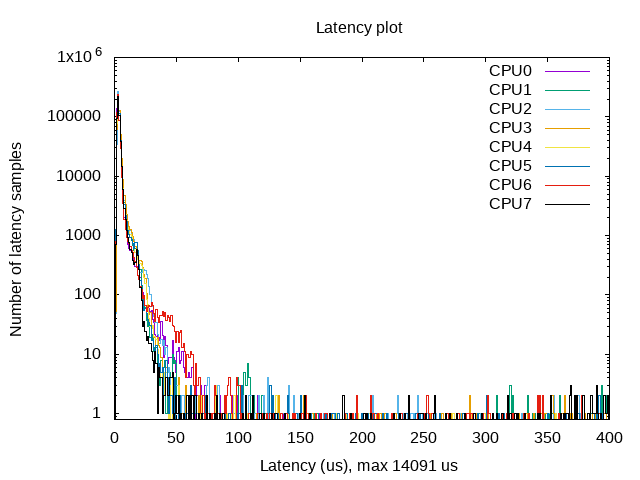 Latency plot
Number of latency samples
1x10^6
100000
10000
1000
100
10
1
CPU0
CPU1
CPU2
CPU3
CPU4
CPU5
CPU6
CPU7
0 50 100 150 200 250 300 350 400
Latency (us), max 14091 us